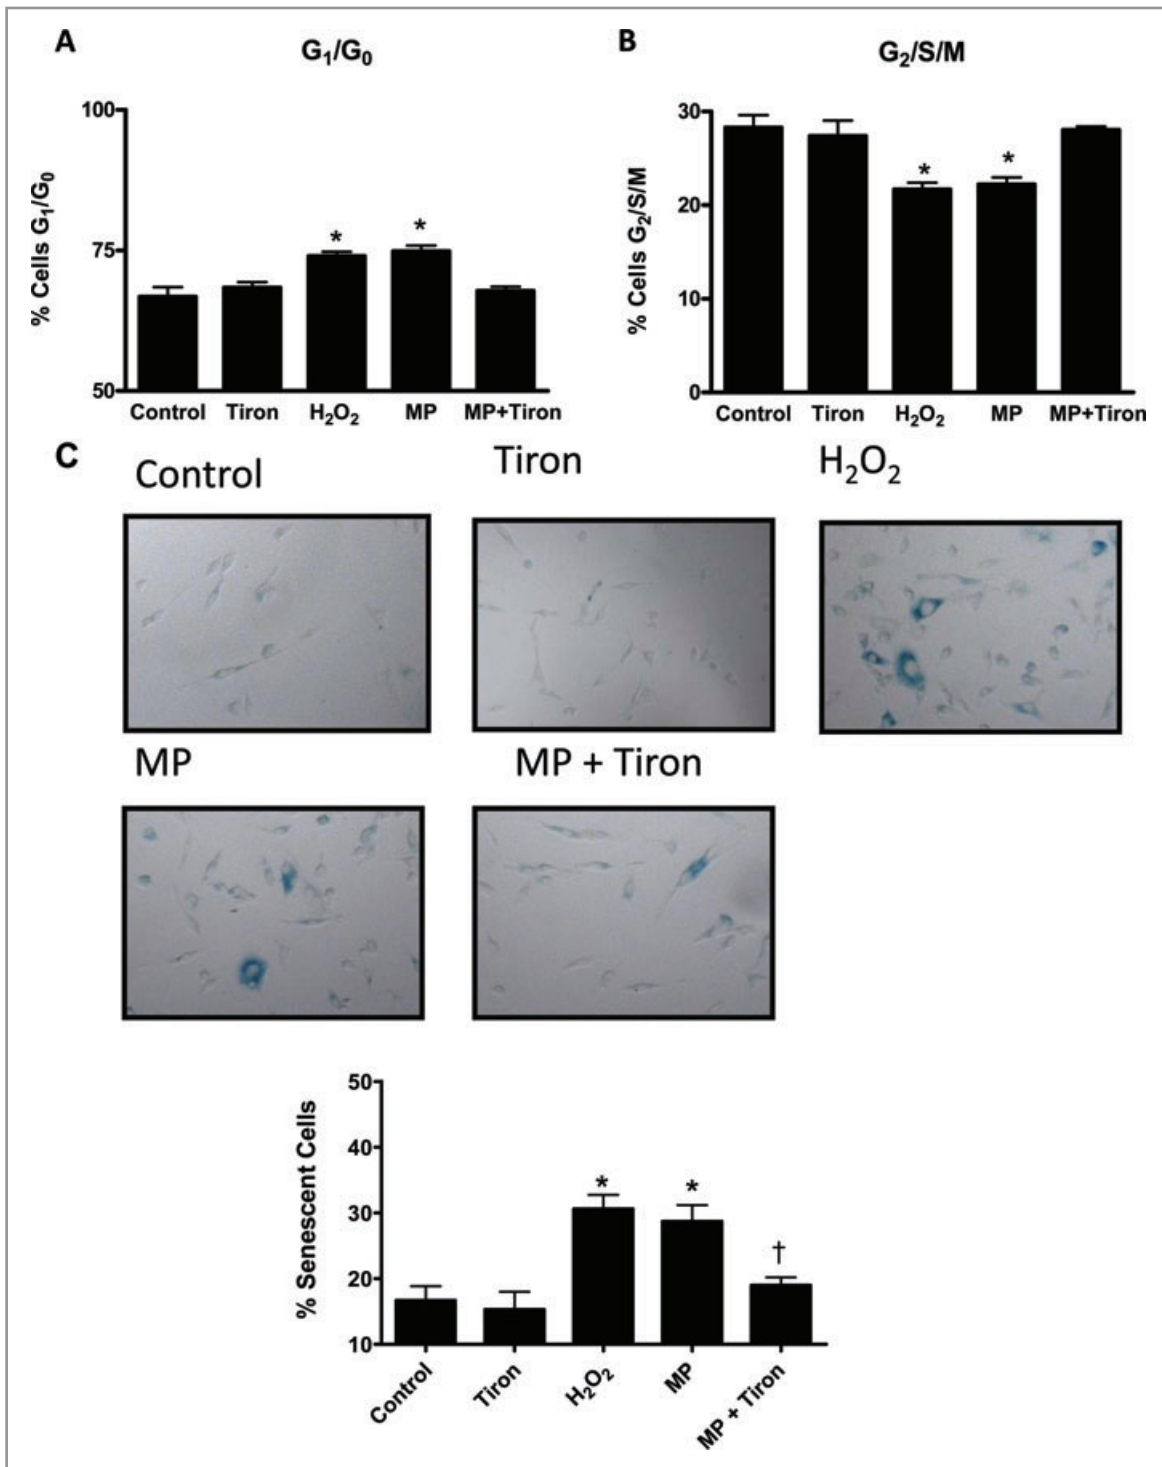 A
G₁/G₀
100
75
50
% Cells G₁/G₀
*
*
Control Tiron H₂O₂ MP MP+Tiron
B
G₂/S/M
30
20
10
0
% Cells G₂/S/M
*
*
Control Tiron H₂O₂ MP MP+Tiron
C
Control
Tiron
H₂O₂
MP
MP + Tiron
50
40
30
20
10
% Senescent Cells
*
*
†
Control
Tiron
H₂O₂
MP
MP + Tiron